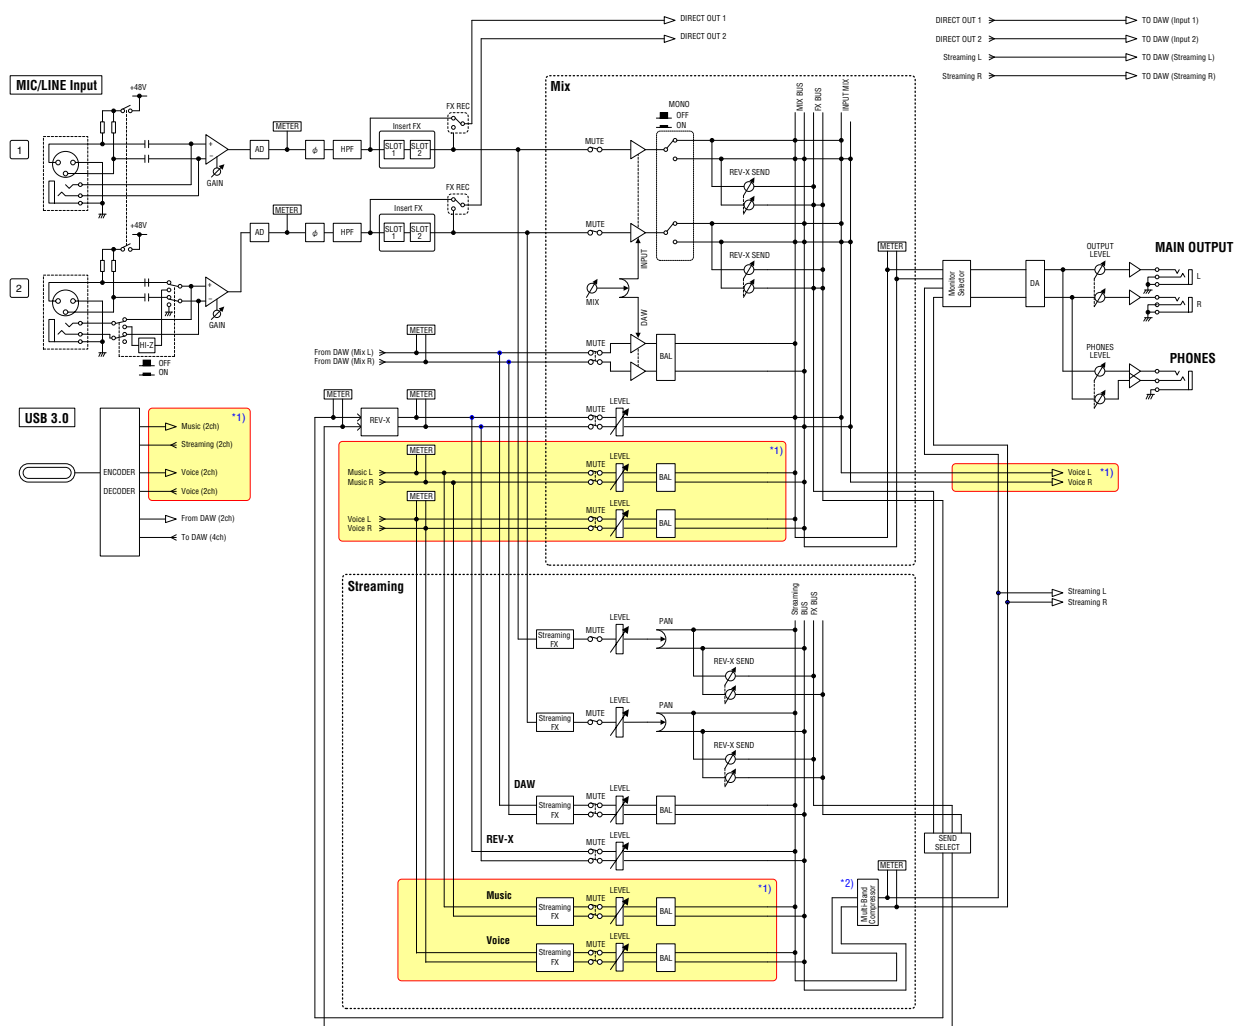 DIRECT OUT 1
DIRECT OUT 2
DIRECT OUT 1 TO DAW (Input 1)
DIRECT OUT 2 TO DAW (Input 2)
Streaming L TO DAW (Streaming L)
Streaming R TO DAW (Streaming R)
MIC/LINE Input
+48V
1
GAIN
AD
METER
ϕ
HPF
Insert FX
SLOT 1
SLOT 2
FX REC
+48V
2
HI-Z
OFF
ON
GAIN
AD
METER
ϕ
HPF
Insert FX
SLOT 1
SLOT 2
FX REC
Mix
MONO
OFF
ON
MIX BUS
FX BUS
INPUT MIX
MUTE
REV-X SEND
MUTE
REV-X SEND
INPUT
MIX
DAW
METER
From DAW (Mix L)
From DAW (Mix R)
MUTE
BAL
METER
METER
REV-X
MUTE
LEVEL
*1)
METER
Music L
Music R
MUTE
LEVEL
BAL
METER
Voice L
Voice R
MUTE
LEVEL
BAL
METER
Monitor Selector
DA
OUTPUT LEVEL
MAIN OUTPUT
L
R
PHONES LEVEL
PHONES
Voice L
Voice R
*1)
USB 3.0
ENCODER
DECODER
*1)
Music (2ch)
Streaming (2ch)
Voice (2ch)
Voice (2ch)
From DAW (2ch)
To DAW (4ch)
Streaming L
Streaming R
Streaming
Streaming BUS
FX BUS
Streaming FX
MUTE
LEVEL
PAN
REV-X SEND
Streaming FX
MUTE
LEVEL
PAN
REV-X SEND
DAW
Streaming FX
MUTE
LEVEL
BAL
REV-X
MUTE
LEVEL
SEND SELECT
*1)
Music
Streaming FX
MUTE
LEVEL
BAL
Voice
Streaming FX
MUTE
LEVEL
BAL
*2)
Multi-Band Compressor
METER